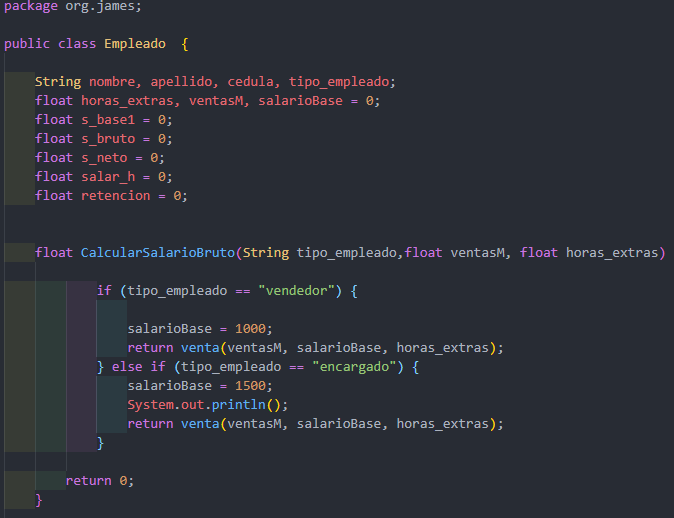 package org.james;
public class Empleado  {
String nombre, apellido, cedula, tipo_empleado;
float horas_extras, ventasM, salarioBase = 0;
float s_base1 = 0;
float s_bruto = 0;
float s_neto = 0;
float salar_h = 0;
float retencion = 0;
float CalcularSalarioBruto(String tipo_empleado,float ventasM, float horas_extras)
if (tipo_empleado == "vendedor") {
salarioBase = 1000;
return venta(ventasM, salarioBase, horas_extras);
} else if (tipo_empleado == "encargado") {
salarioBase = 1500;
System.out.println();
return venta(ventasM, salarioBase, horas_extras);
}
return 0;
}